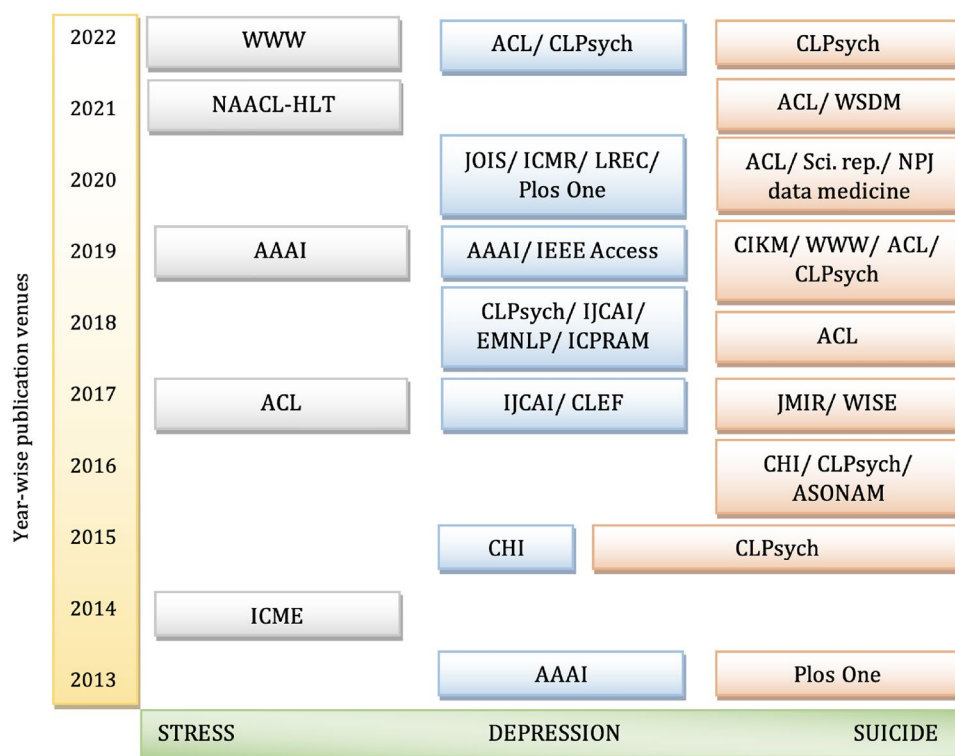 Year-wise publication venues
2022
WWW
ACL/ CLPsych
CLPsych
2021
NAACL-HLT
ACL/ WSDM
2020
JOIS/ ICMR/ LREC/
Plos One
ACL/ Sci. rep./ NPJ
data medicine
2019
AAAI
AAAI/ IEEE Access
CIKM/ WWW/ ACL/
CLPsych
2018
CLPsych/ IJCAI/
EMNLP/ ICPRAM
ACL
2017
ACL
IJCAI/ CLEF
JMIR/ WISE
2016
CHI/ CLPsych/
ASONAM
2015
CHI
CLPsych
2014
ICME
2013
AAAI
Plos One
STRESS
DEPRESSION
SUICIDE